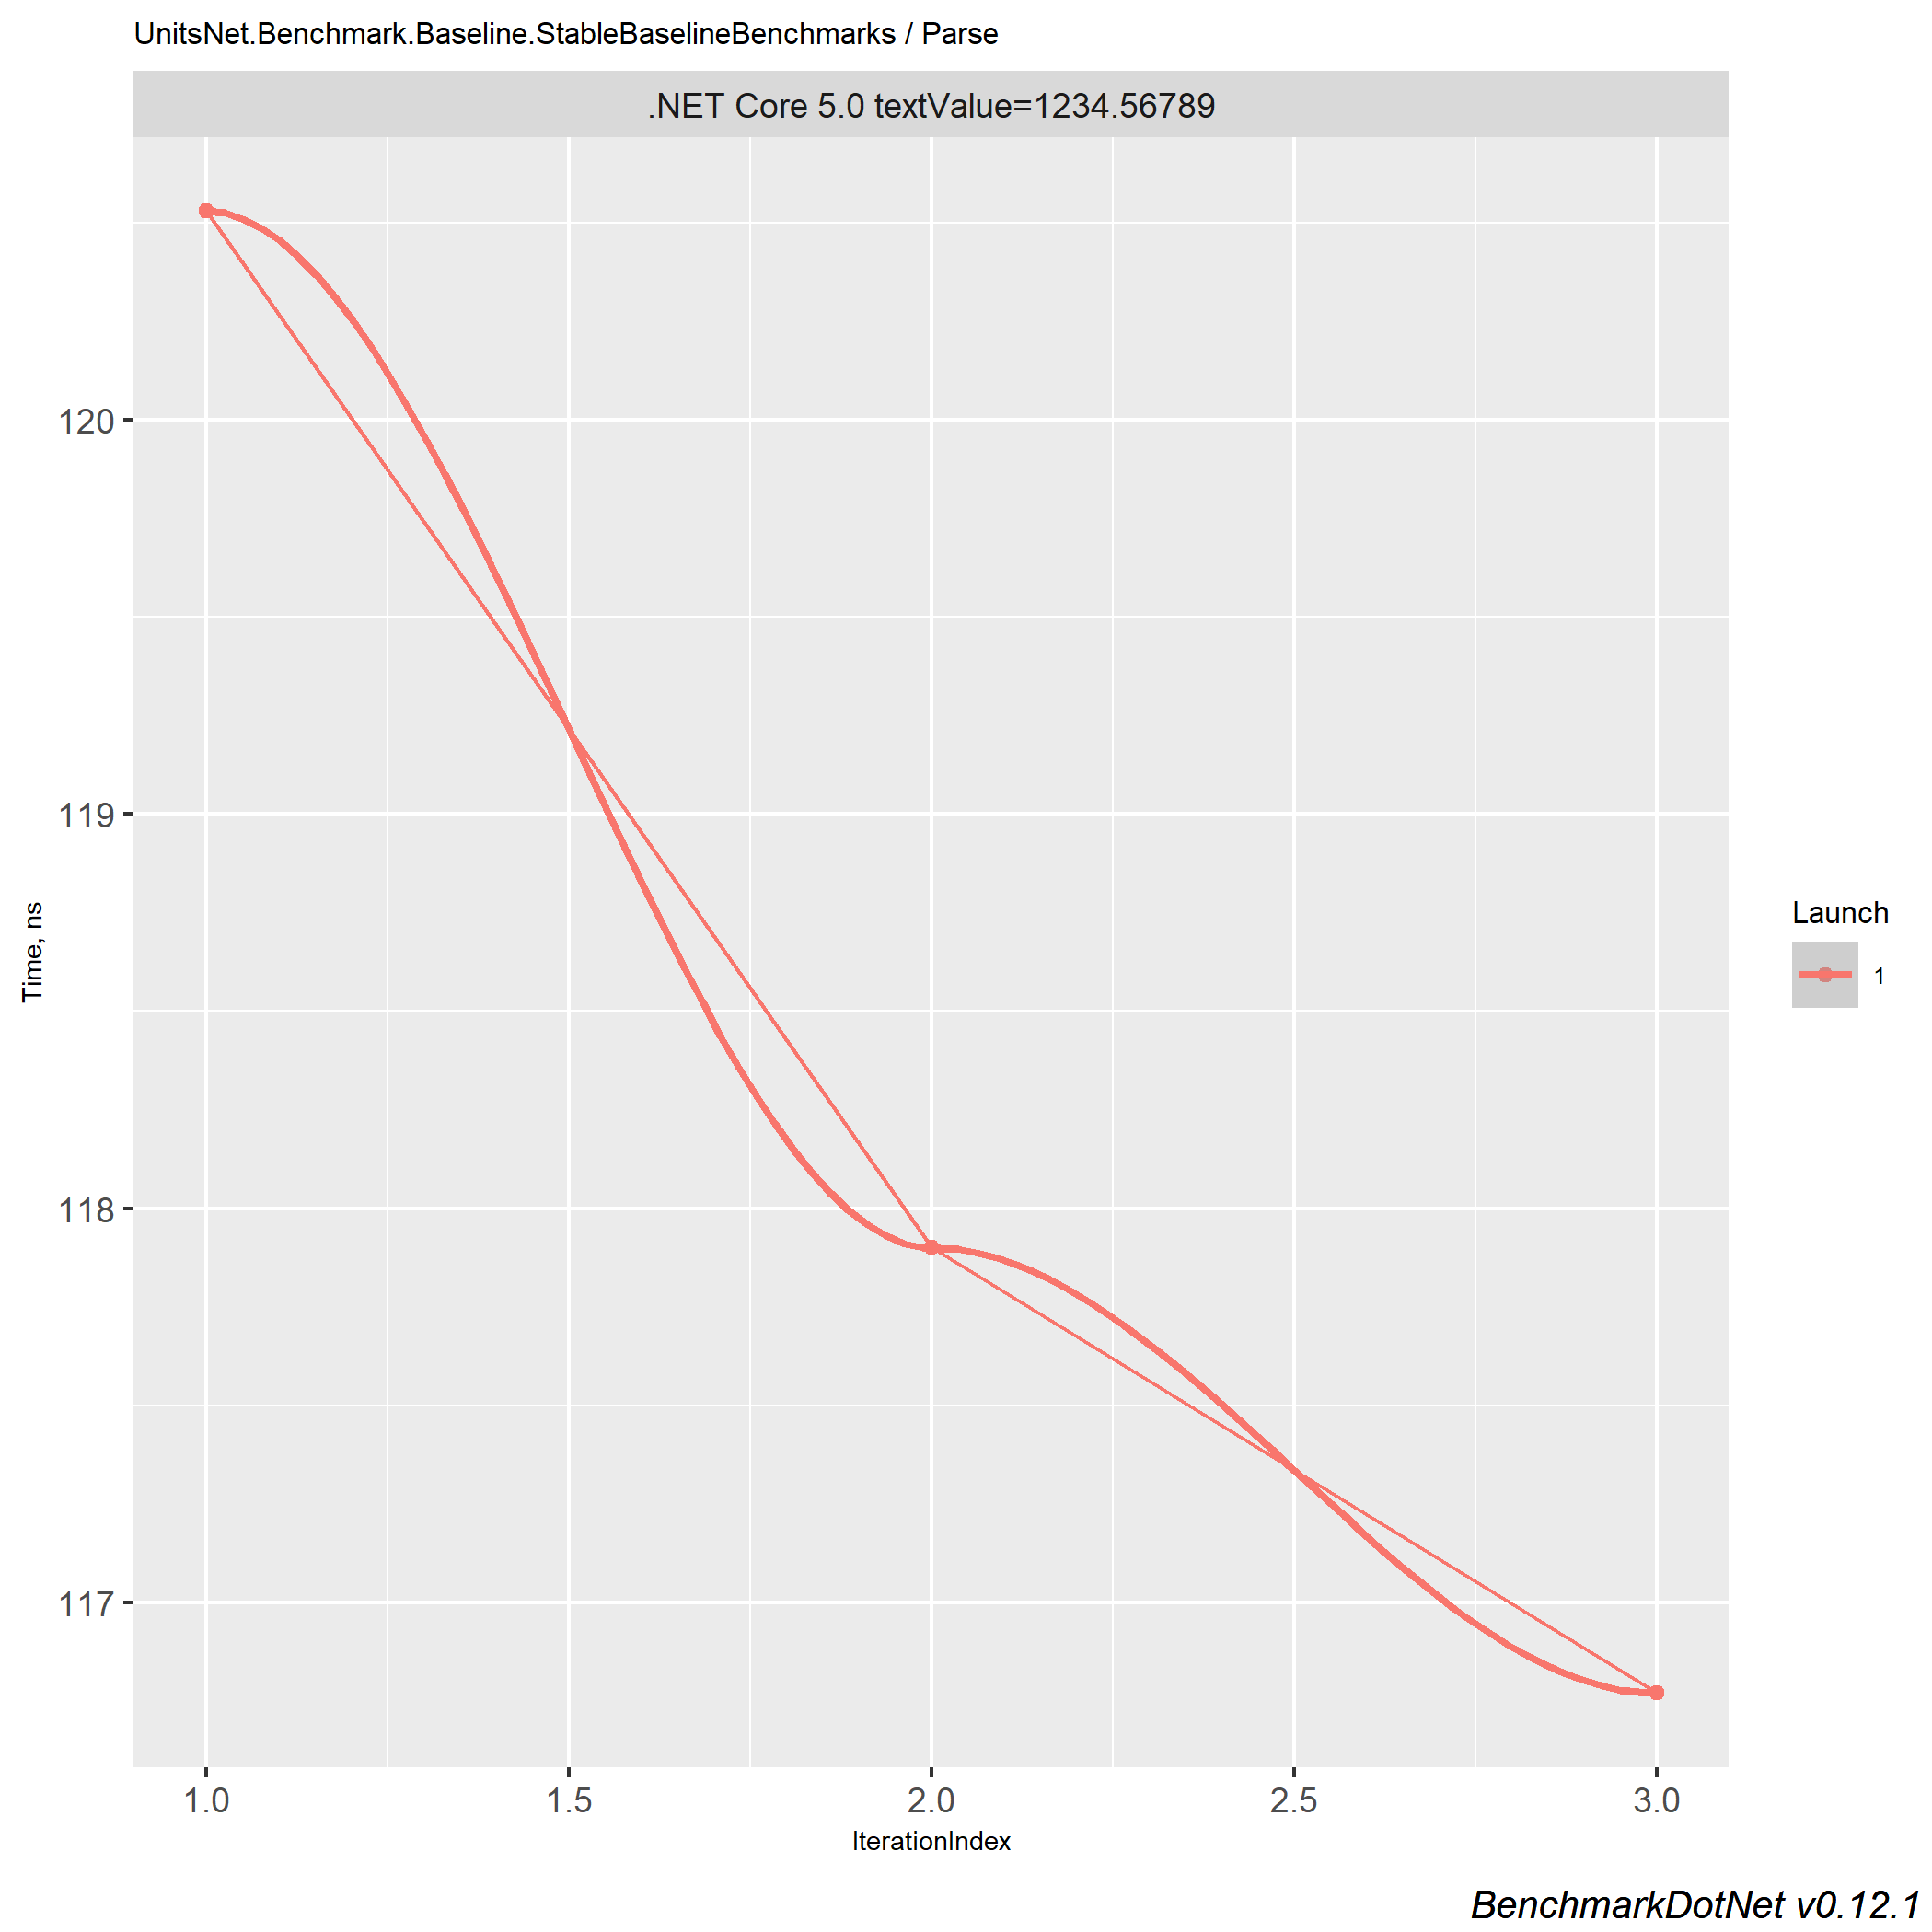 UnitsNet.Benchmark.Baseline.StableBaselineBenchmarks / Parse
.NET Core 5.0 textValue=1234.56789
120
119
118
117
Time, ns
1.0 1.5 2.0 2.5 3.0
IterationIndex
Launch
1
BenchmarkDotNet v0.12.1